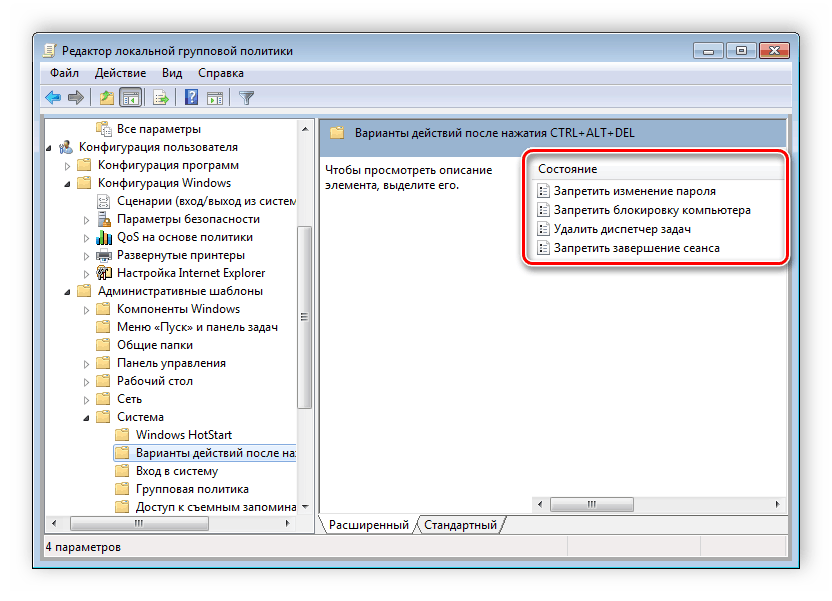 Редактор локальной групповой политики
Файл Действие Вид Справка
Все параметры
Конфигурация пользователя
Конфигурация программ
Конфигурация Windows
Сценарии (вход/выход из систем
Параметры безопасности
QoS на основе политики
Развернутые принтеры
Настройка Internet Explorer
Административные шаблоны
Компоненты Windows
Меню «Пуск» и панель задач
Общие папки
Панель управления
Рабочий стол
Сеть
Система
Windows HotStart
Варианты действий после наж
Вход в систему
Групповая политика
Доступ к съемным запомина
Варианты действий после нажатия CTRL+ALT+DEL
Чтобы просмотреть описание
элемента, выделите его.
Состояние
Запретить изменение пароля
Запретить блокировку компьютера
Удалить диспетчер задач
Запретить завершение сеанса
Расширенный Стандартный
4 параметров